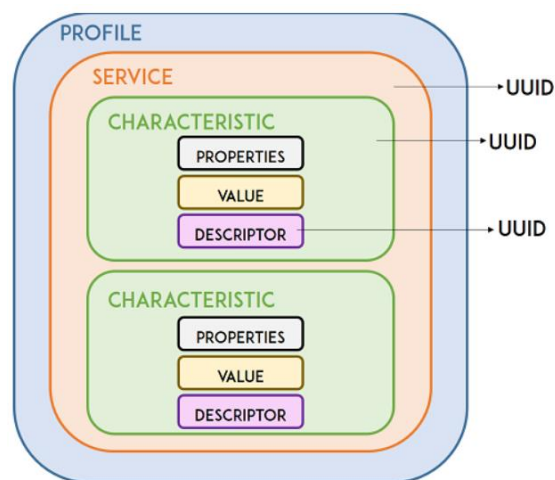 PROFILE
SERVICE
UUID
CHARACTERISTIC
UUID
PROPERTIES
VALUE
DESCRIPTOR
UUID
CHARACTERISTIC
PROPERTIES
VALUE
DESCRIPTOR